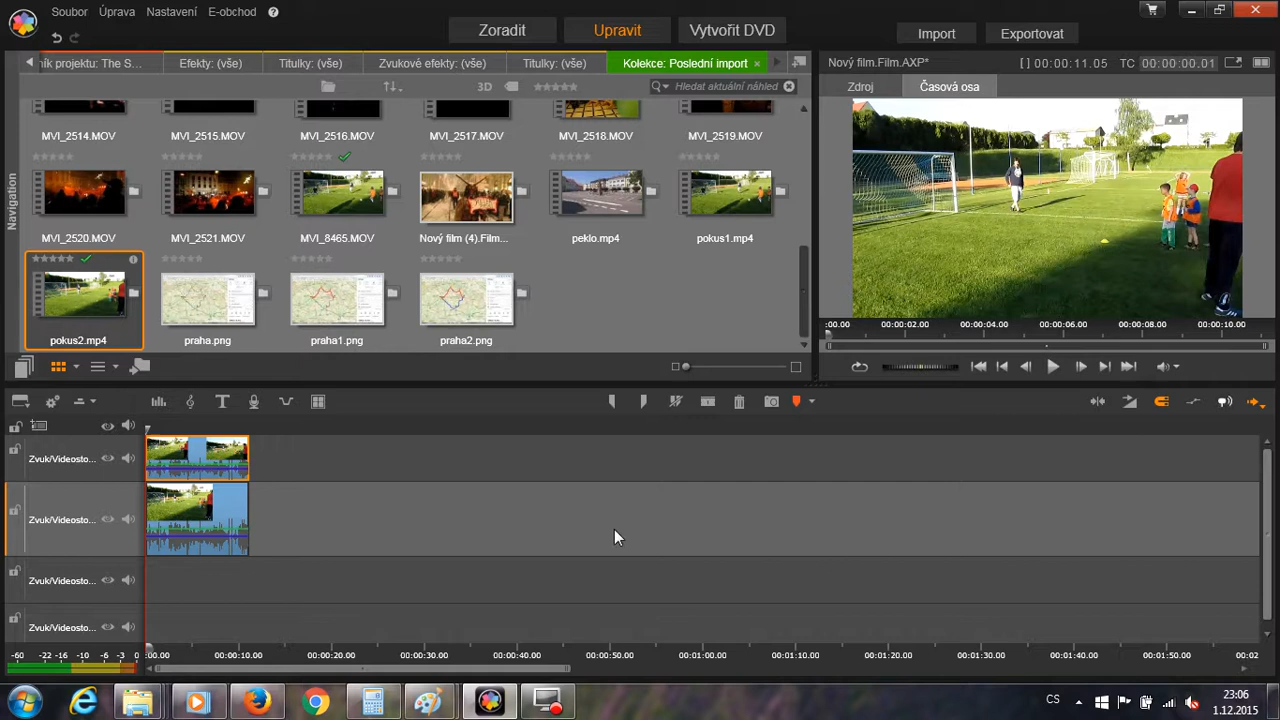 Soubor Úprava Nastavení E-obchod ?
Zoradit Upravit Vytvořit DVD
Import Exportovat
ník projektu: The S... Efekty: (vše) Titulky: (vše) Zvukové efekty: (vše) Titulky: (vše) Kolekce: Poslední import ×
Nový film.Film.AXP* [ ] 00:00:11.05 TC 00:00:00.01
3D Hledat aktuální náhled
Zdroj Časová osa
Navigation
MVI_2514.MOV MVI_2515.MOV MVI_2516.MOV MVI_2517.MOV MVI_2518.MOV MVI_2519.MOV
MVI_2520.MOV MVI_2521.MOV MVI_8465.MOV Nový film (4).Film... peklo.mp4 pokus1.mp4
pokus2.mp4 praha.png praha1.png praha2.png
:00.00 00:00:02.00 00:00:04.00 00:00:06.00 00:00:08.00 00:00:10.00
Zvuk/Videosto...
Zvuk/Videosto...
Zvuk/Videosto...
Zvuk/Videosto...
-60 -22 -16 -10 -6 -3 0
:00.00 00:00:10.00 00:00:20.00 00:00:30.00 00:00:40.00 00:00:50.00 00:01:00.00 00:01:10.00 00:01:20.00 00:01:30.00 00:01:40.00 00:01:50.00 00:02
CS
23:06
1.12.2015